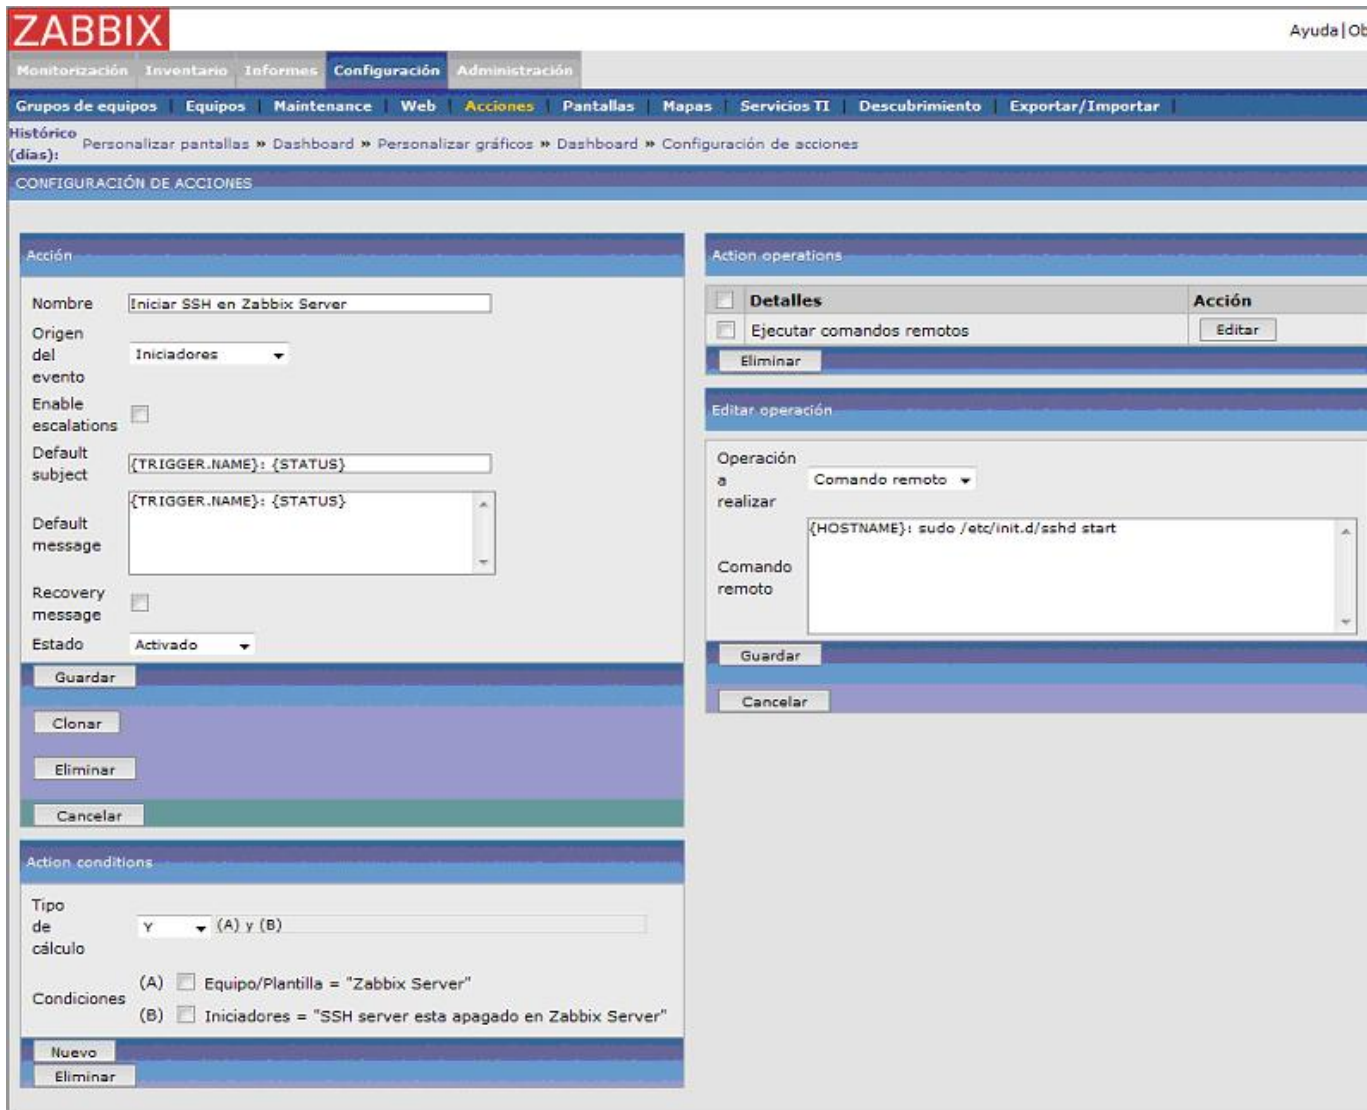 ZABBIX
Ayuda|Ob
Monitorización Inventario Informes Configuración Administración
Grupos de equipos | Equipos | Maintenance | Web | Acciones | Pantallas | Mapas | Servicios TI | Descubrimiento | Exportar/Importar |
Histórico
(días): Personalizar pantallas » Dashboard » Personalizar gráficos » Dashboard » Configuración de acciones
CONFIGURACIÓN DE ACCIONES
Acción
Nombre Iniciar SSH en Zabbix Server
Origen
del
evento Iniciadores
Enable
escalations
Default
subject {TRIGGER.NAME}: {STATUS}
{TRIGGER.NAME}: {STATUS}
Default
message
Recovery
message
Estado Activado
Guardar
Clonar
Eliminar
Cancelar
Action conditions
Tipo
de
cálculo Y (A) y (B)
Condiciones
(A) Equipo/Plantilla = "Zabbix Server"
(B) Iniciadores = "SSH server esta apagado en Zabbix Server"
Nuevo
Eliminar
Action operations
Detalles Acción
Ejecutar comandos remotos Editar
Eliminar
Editar operación
Operación
a
realizar Comando remoto
{HOSTNAME}: sudo /etc/init.d/sshd start
Comando
remoto
Guardar
Cancelar